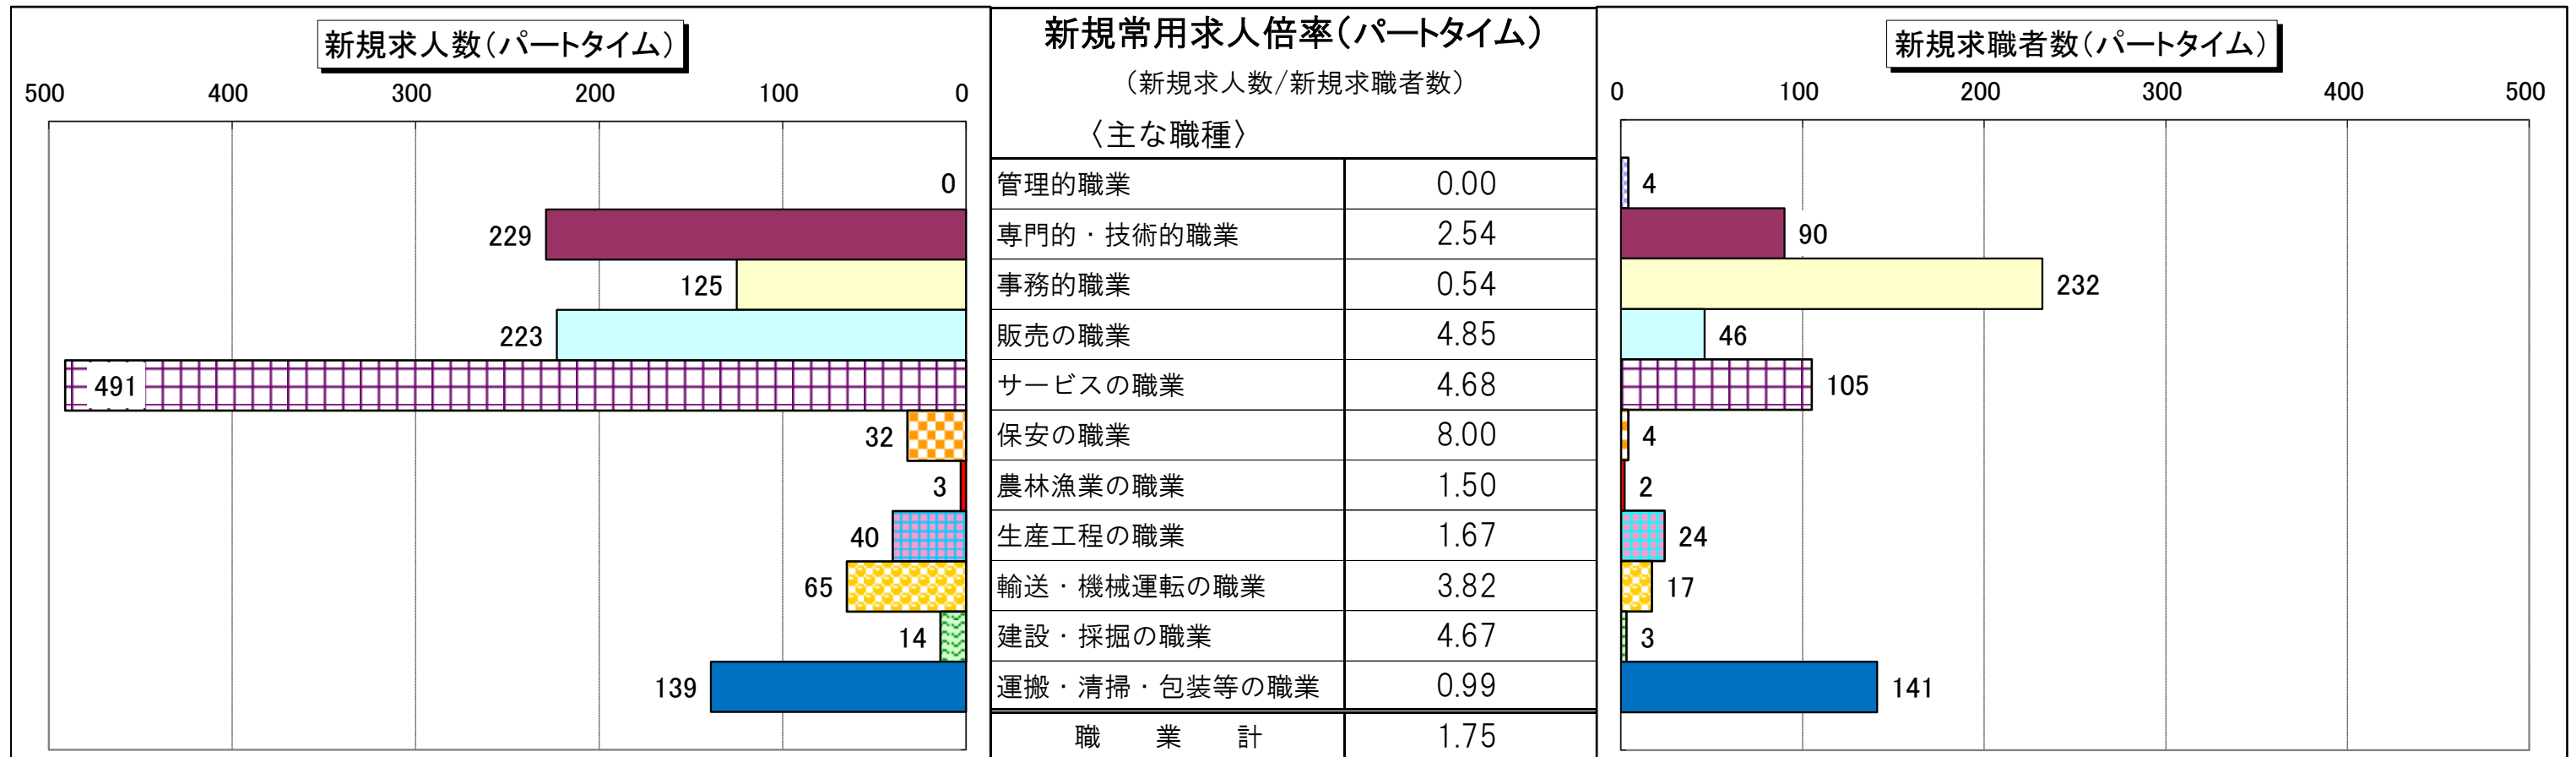 新規求人数(パートタイム)
500 400 300 200 100 0
0
229
125
223
491
32
3
40
65
14
139
新規常用求人倍率(パートタイム)
(新規求人数/新規求職者数)
〈主な職種〉
管理的職業 0.00
専門的・技術的職業 2.54
事務的職業 0.54
販売の職業 4.85
サービスの職業 4.68
保安の職業 8.00
農林漁業の職業 1.50
生産工程の職業 1.67
輸送・機械運転の職業 3.82
建設・採掘の職業 4.67
運搬・清掃・包装等の職業 0.99
職 業 計 1.75
新規求職者数(パートタイム)
0 100 200 300 400 500
4
90
232
46
105
4
2
24
17
3
141